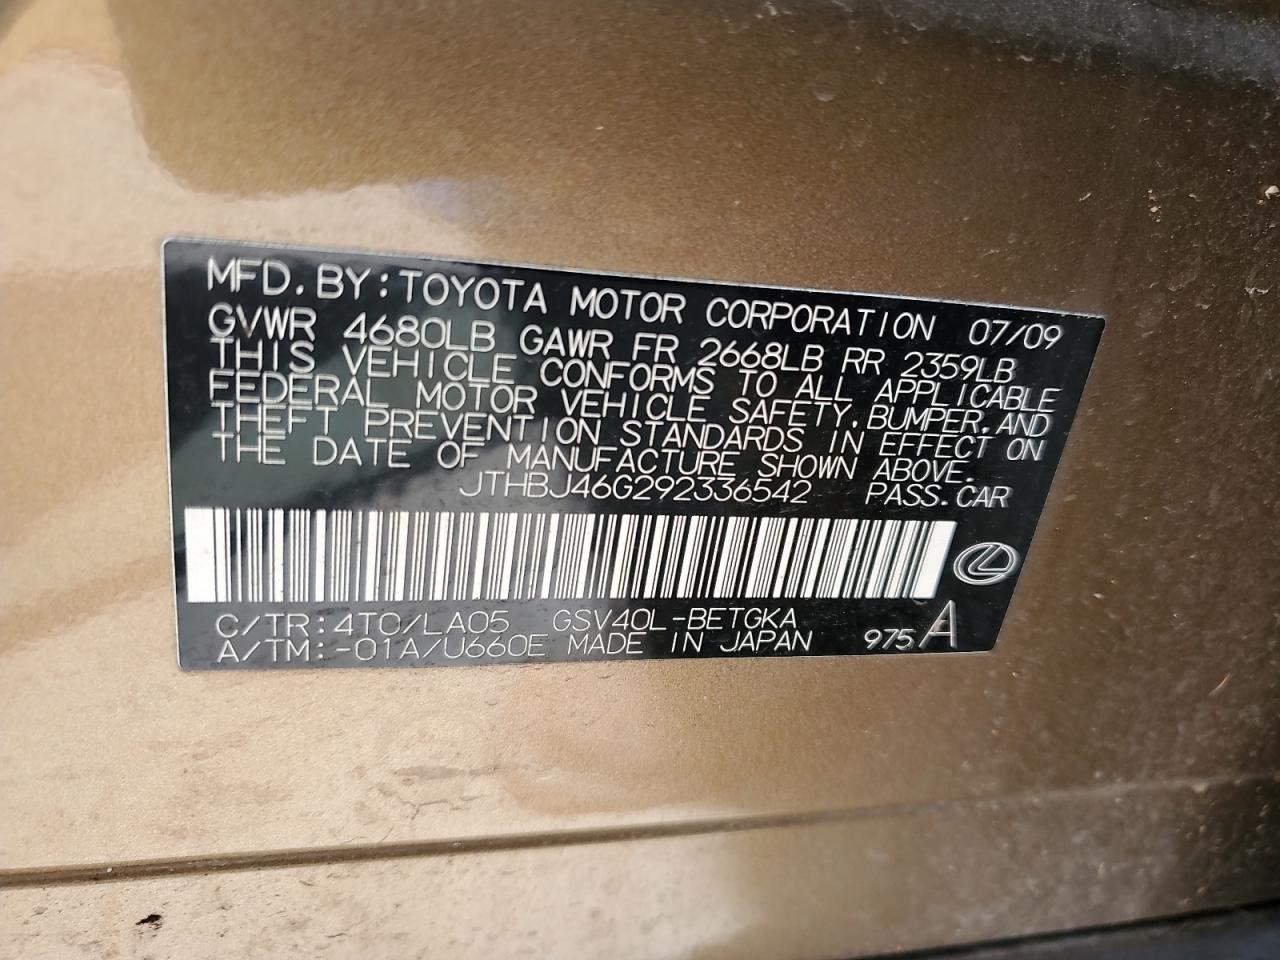 MFD. BY: TOYOTA MOTOR CORPORATION 07/09
GVWR 4680LB GAWR FR 2668LB RR 2359LB
THIS VEHICLE CONFORMS TO ALL APPLICABLE
FEDERAL MOTOR VEHICLE SAFETY, BUMPER, AND
THEFT PREVENTION STANDARDS IN EFFECT ON
THE DATE OF MANUFACTURE SHOWN ABOVE.
JTHBJ46G292336542 PASS. CAR
C/TR: 4T0/LA05 GSV40L-BETGKA
A/TM: -01A/U660E MADE IN JAPAN 975 A